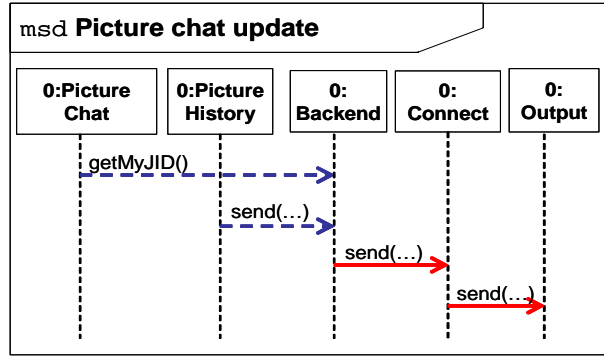 msd Picture chat update
0:Picture
Chat
0:Picture
History
0:
Backend
0:
Connect
0:
Output
getMyJID()
send(…)
send(…)
send(…)